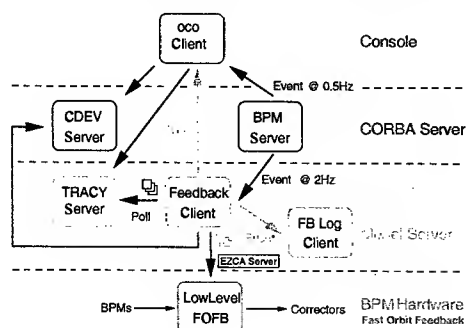 oco
Client
Console
Event @ 0.5Hz
CDEV
Server
BPM
Server
CORBA Server
TRACY
Server
Poll
Feedback
Client
Event @ 2Hz
FB Log
Client
Server
EZCA Server
BPMs
LowLevel
FOFB
Correctors
BPM Hardware
Fast Orbit Feedback